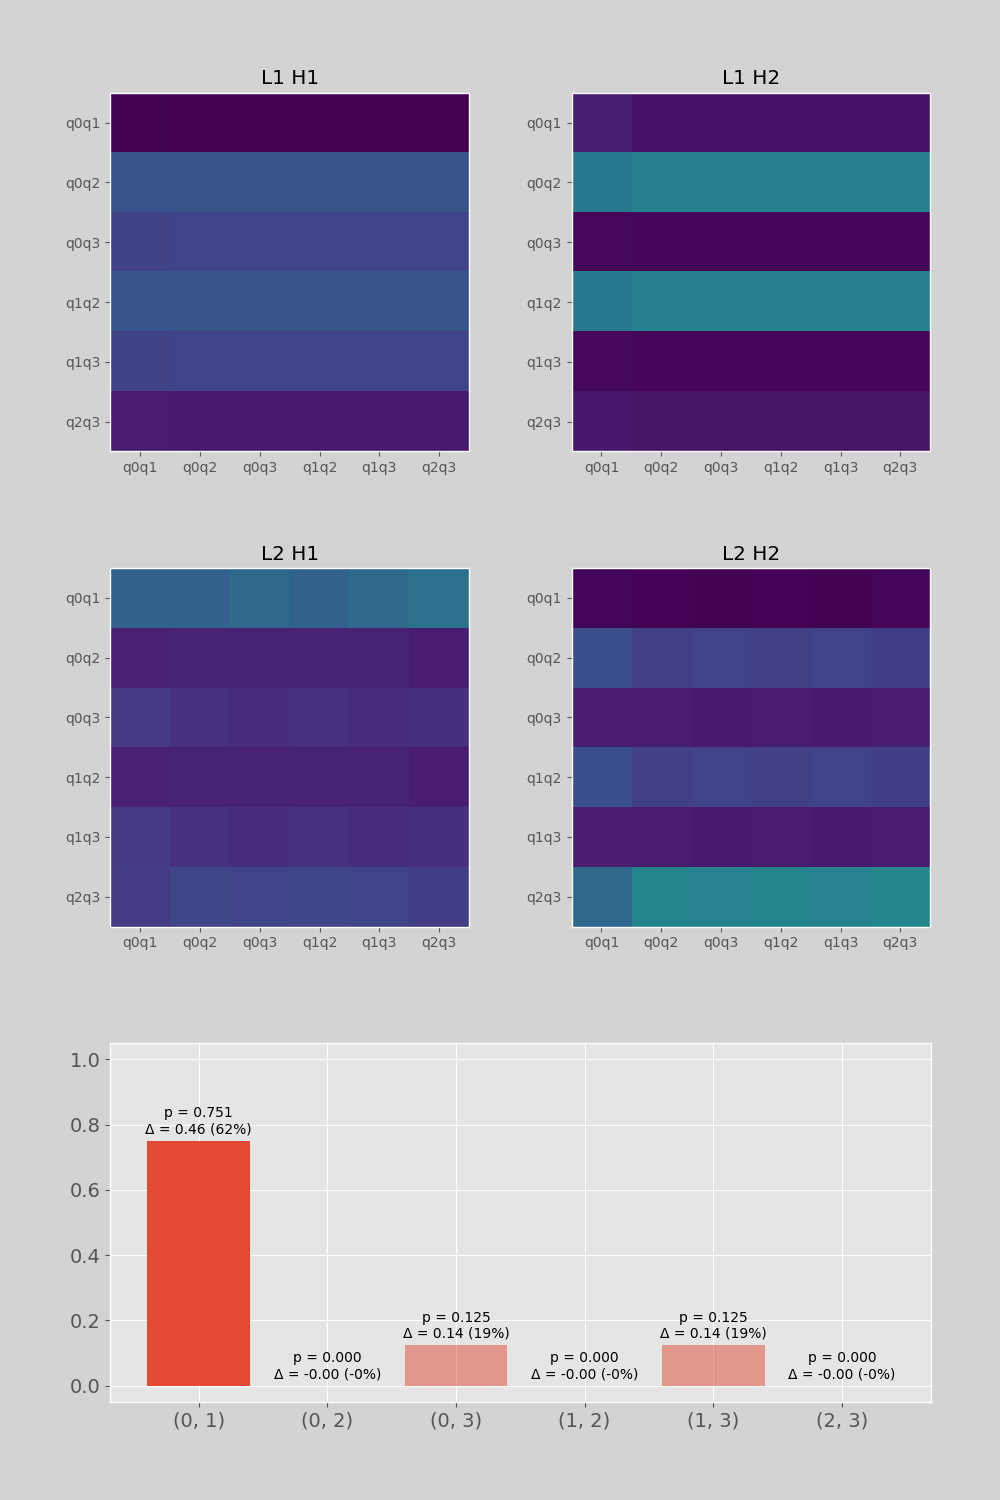 L1 H1
q0q1
q0q2
q0q3
q1q2
q1q3
q2q3
q0q1 q0q2 q0q3 q1q2 q1q3 q2q3
L1 H2
q0q1
q0q2
q0q3
q1q2
q1q3
q2q3
q0q1 q0q2 q0q3 q1q2 q1q3 q2q3
L2 H1
q0q1
q0q2
q0q3
q1q2
q1q3
q2q3
q0q1 q0q2 q0q3 q1q2 q1q3 q2q3
L2 H2
q0q1
q0q2
q0q3
q1q2
q1q3
q2q3
q0q1 q0q2 q0q3 q1q2 q1q3 q2q3
1.0
0.8
0.6
0.4
0.2
0.0
p = 0.751
Δ = 0.46 (62%)
p = 0.000
Δ = -0.00 (-0%)
p = 0.125
Δ = 0.14 (19%)
p = 0.000
Δ = -0.00 (-0%)
p = 0.125
Δ = 0.14 (19%)
p = 0.000
Δ = -0.00 (-0%)
(0, 1) (0, 2) (0, 3) (1, 2) (1, 3) (2, 3)